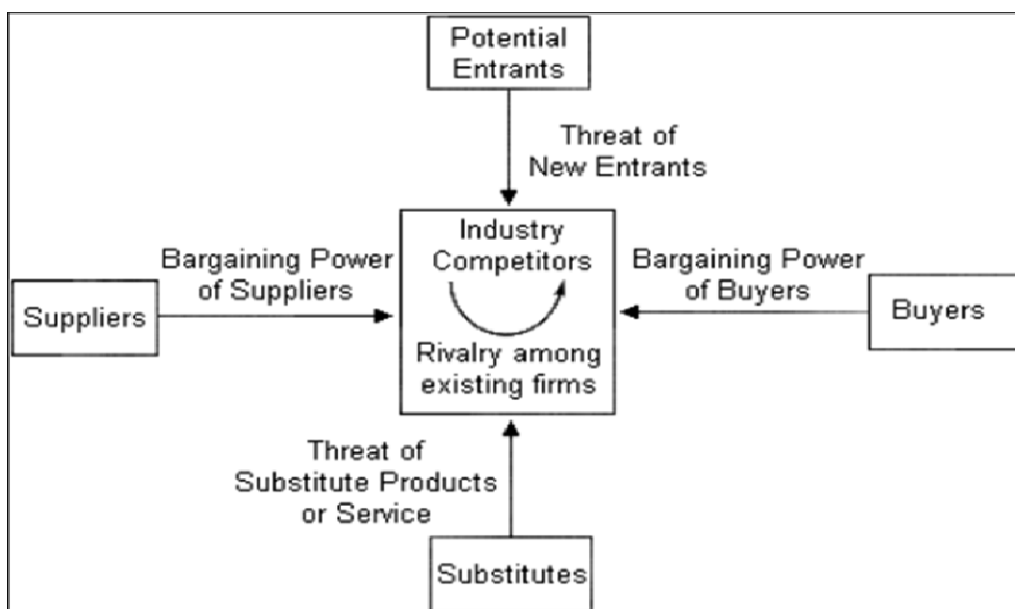 Potential
Entrants
Threat of
New Entrants
Industry
Competitors
Bargaining Power
of Suppliers
Bargaining Power
of Buyers
Suppliers
Buyers
Rivalry among
existing firms
Threat of
Substitute Products
or Service
Substitutes